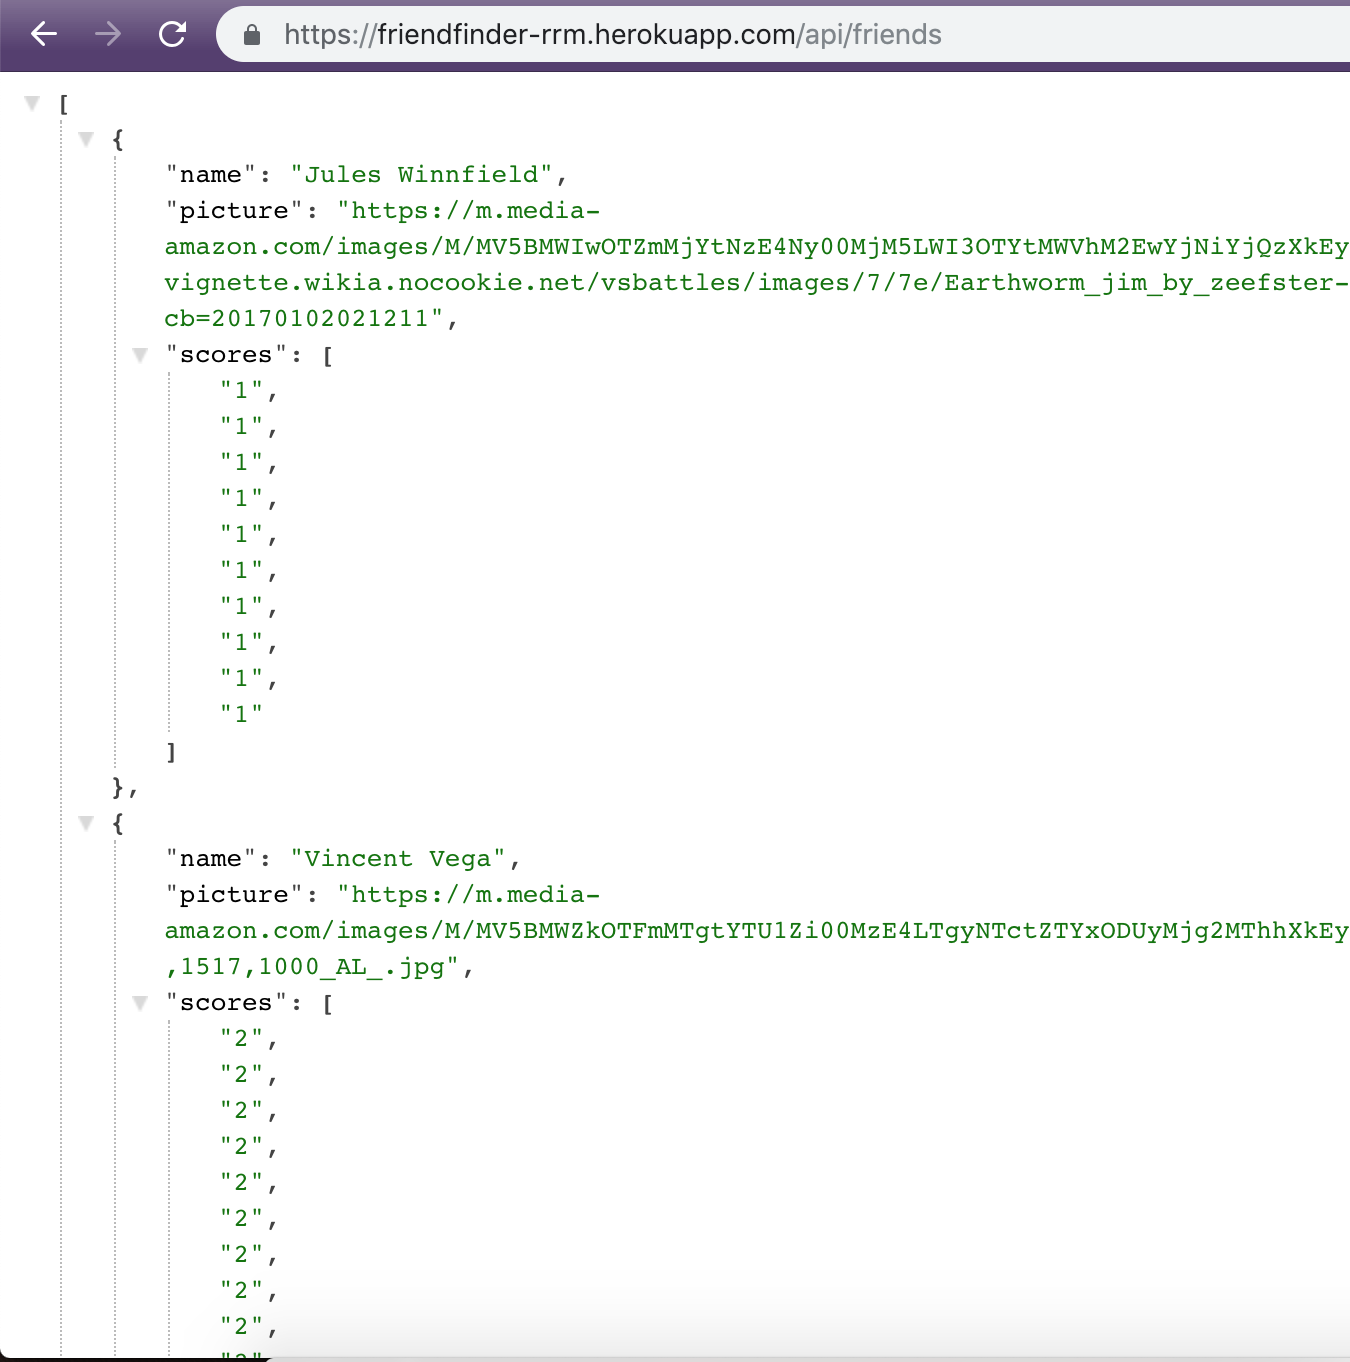 https://friendfinder-rrm.herokuapp.com/api/friends
[
{
"name": "Jules Winnfield",
"picture": "https://m.media-
amazon.com/images/M/MV5BMWIwOTZmMjYtNzE4Ny00MjM5LWI3OTYtMWVhM2EwYjNiYjQzXkEy
vignette.wikia.nocookie.net/vsbattles/images/7/7e/Earthworm_jim_by_zeefster-
cb=20170102021211",
"scores": [
"1",
"1",
"1",
"1",
"1",
"1",
"1",
"1",
"1",
"1"
]
},
{
"name": "Vincent Vega",
"picture": "https://m.media-
amazon.com/images/M/MV5BMWZkOTFmMTgtYTU1Zi00MzE4LTgyNTctZTYxODUyMjg2MThhXkEy
,1517,1000_AL_.jpg",
"scores": [
"2",
"2",
"2",
"2",
"2",
"2",
"2",
"2",
"2",